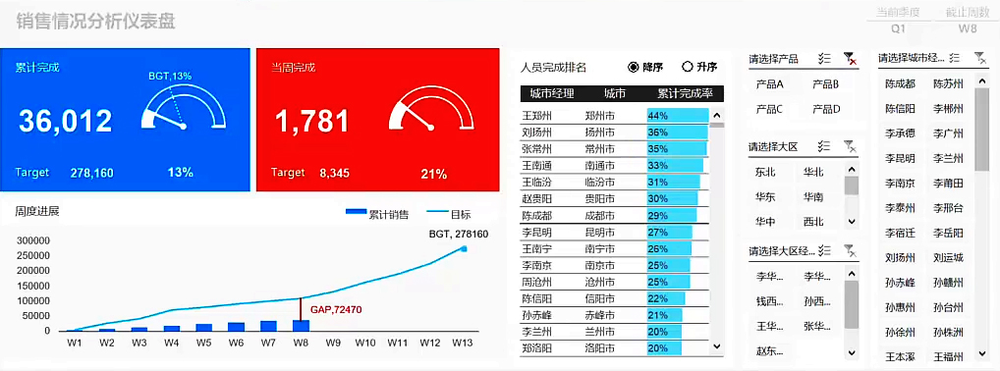 销售情况分析仪表盘
当前季度 截止周数
Q1 W8
累计完成
BGT,13%
36,012
Target 278,160 13%
当周完成
1,781
Target 8,345 21%
周度进展
累计销售 目标
BGT, 278160
300000
250000
200000
150000
100000
50000
0
GAP,72470
W1 W2 W3 W4 W5 W6 W7 W8 W9 W10 W11 W12 W13
人员完成排名 降序 升序
城市经理 城市 累计完成率
王郑州 郑州市 44%
刘扬州 扬州市 36%
张常州 常州市 35%
王南通 南通市 33%
王临汾 临汾市 31%
赵贵阳 贵阳市 30%
陈成都 成都市 29%
李昆明 昆明市 27%
王南宁 南宁市 26%
李南京 南京市 25%
周沧州 沧州市 25%
陈信阳 信阳市 22%
孙赤峰 赤峰市 21%
李兰州 兰州市 20%
郑洛阳 洛阳市 20%
请选择产品
产品A 产品B
产品C 产品D
请选择大区
东北 华北
华东 华南
华中 西北
请选择大区经...
李华... 李华...
钱西... 孙西...
王华... 张华...
赵东...
请选择城市经...
陈成都 陈苏州
陈信阳 李郴州
李承德 李广州
李昆明 李兰州
李南京 李莆田
李泰州 李邢台
李宿迁 李岳阳
刘扬州 刘运城
孙赤峰 孙赣州
孙惠州 孙台州
孙徐州 孙株洲
王本溪 王福州